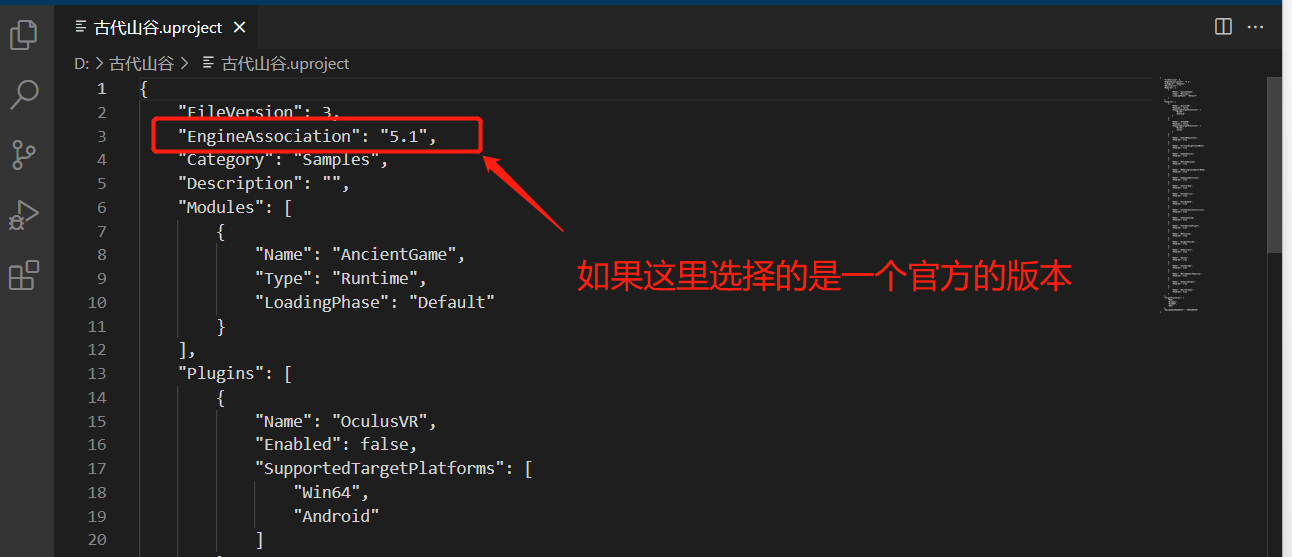 古代山谷.uproject
D: > 古代山谷 > 古代山谷.uproject
1 {
2 "FileVersion": 3,
3 "EngineAssociation": "5.1",
4 "Category": "Samples",
5 "Description": "",
6 "Modules": [
7 {
8 "Name": "AncientGame",
9 "Type": "Runtime",
如果这里选择的是一个官方的版本
10 "LoadingPhase": "Default"
11 }
12 ],
13 "Plugins": [
14 {
15 "Name": "OculusVR",
16 "Enabled": false,
17 "SupportedTargetPlatforms": [
18 "Win64",
19 "Android"
20 ]